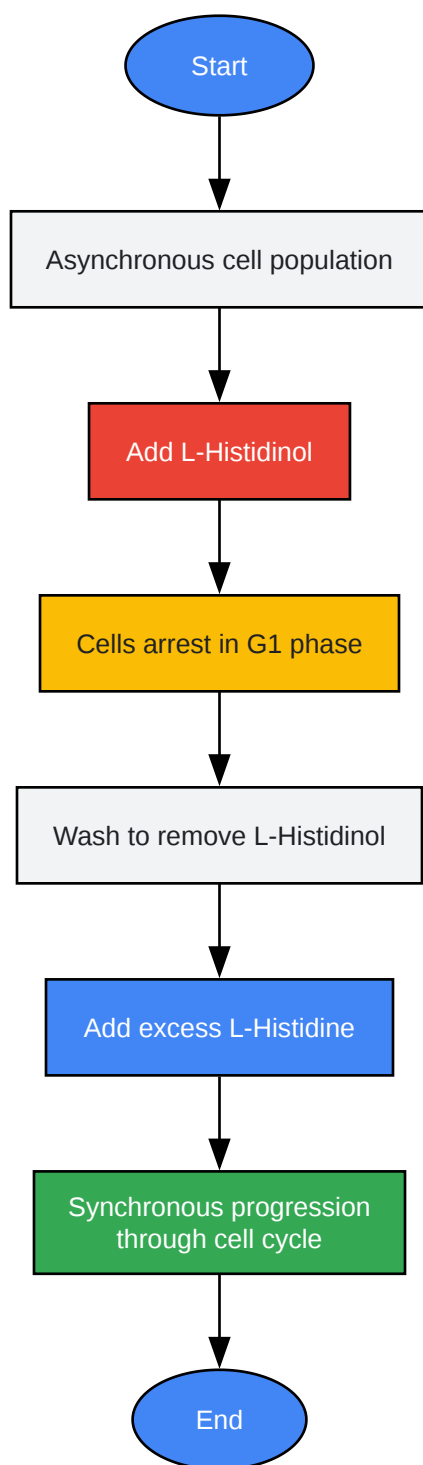 Start
Asynchronous cell population
Add L-Histidinol
Cells arrest in G1 phase
Wash to remove L-Histidinol
Add excess L-Histidine
Synchronous progression
through cell cycle
End